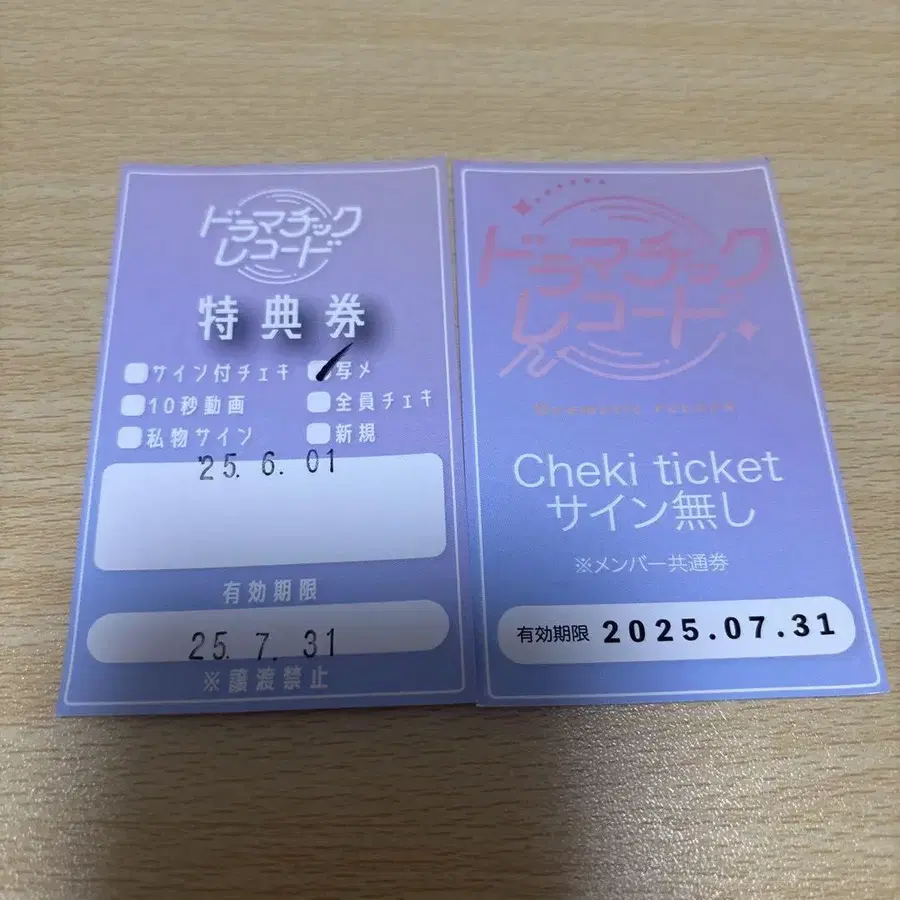 ドラマチック
レコード
特典券
サイン付チェキ 写メ
10秒動画 全員チェキ
私物サイン 新規
'25.6.01
有効期限
25.7.31
※譲渡禁止
ドラマチック
レコード
Cheki ticket
サイン無し
※メンバー共通券
有効期限 2025.07.31